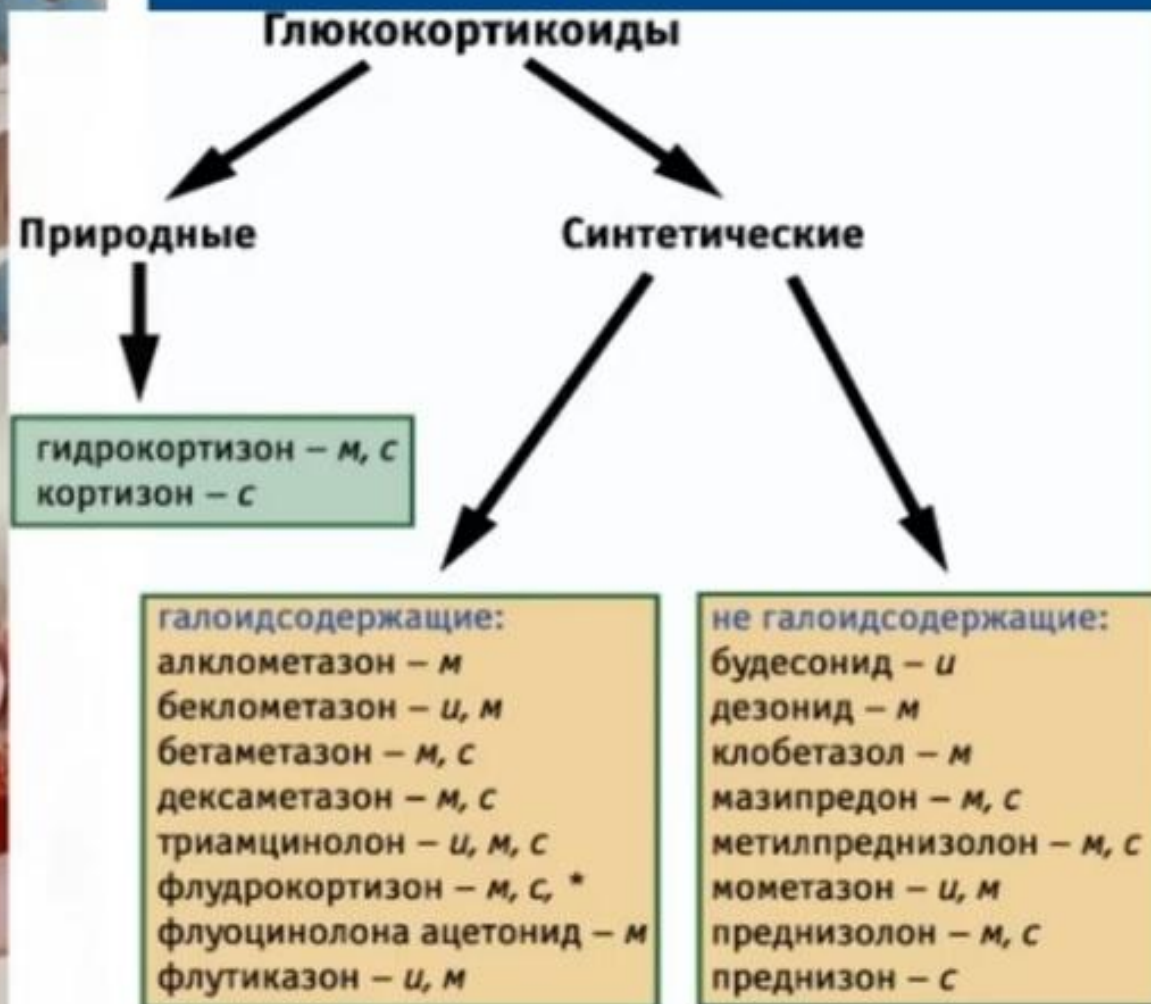 Глюкокортикоиды
Природные
Синтетические
гидрокортизон – м, с
кортизон – с
галоидсодержащие:
алклометазон – м
беклометазон – и, м
бетаметазон – м, с
дексаметазон – м, с
триамцинолон – и, м, с
флудрокортизон – м, с, *
флуоцинолона ацетонид – м
флутиказон – и, м
не галоидсодержащие:
будесонид – и
дезонид – м
клобетазол – м
мазипредон – м, с
метилпреднизолон – м, с
мометазон – и, м
преднизолон – м, с
преднизон – с